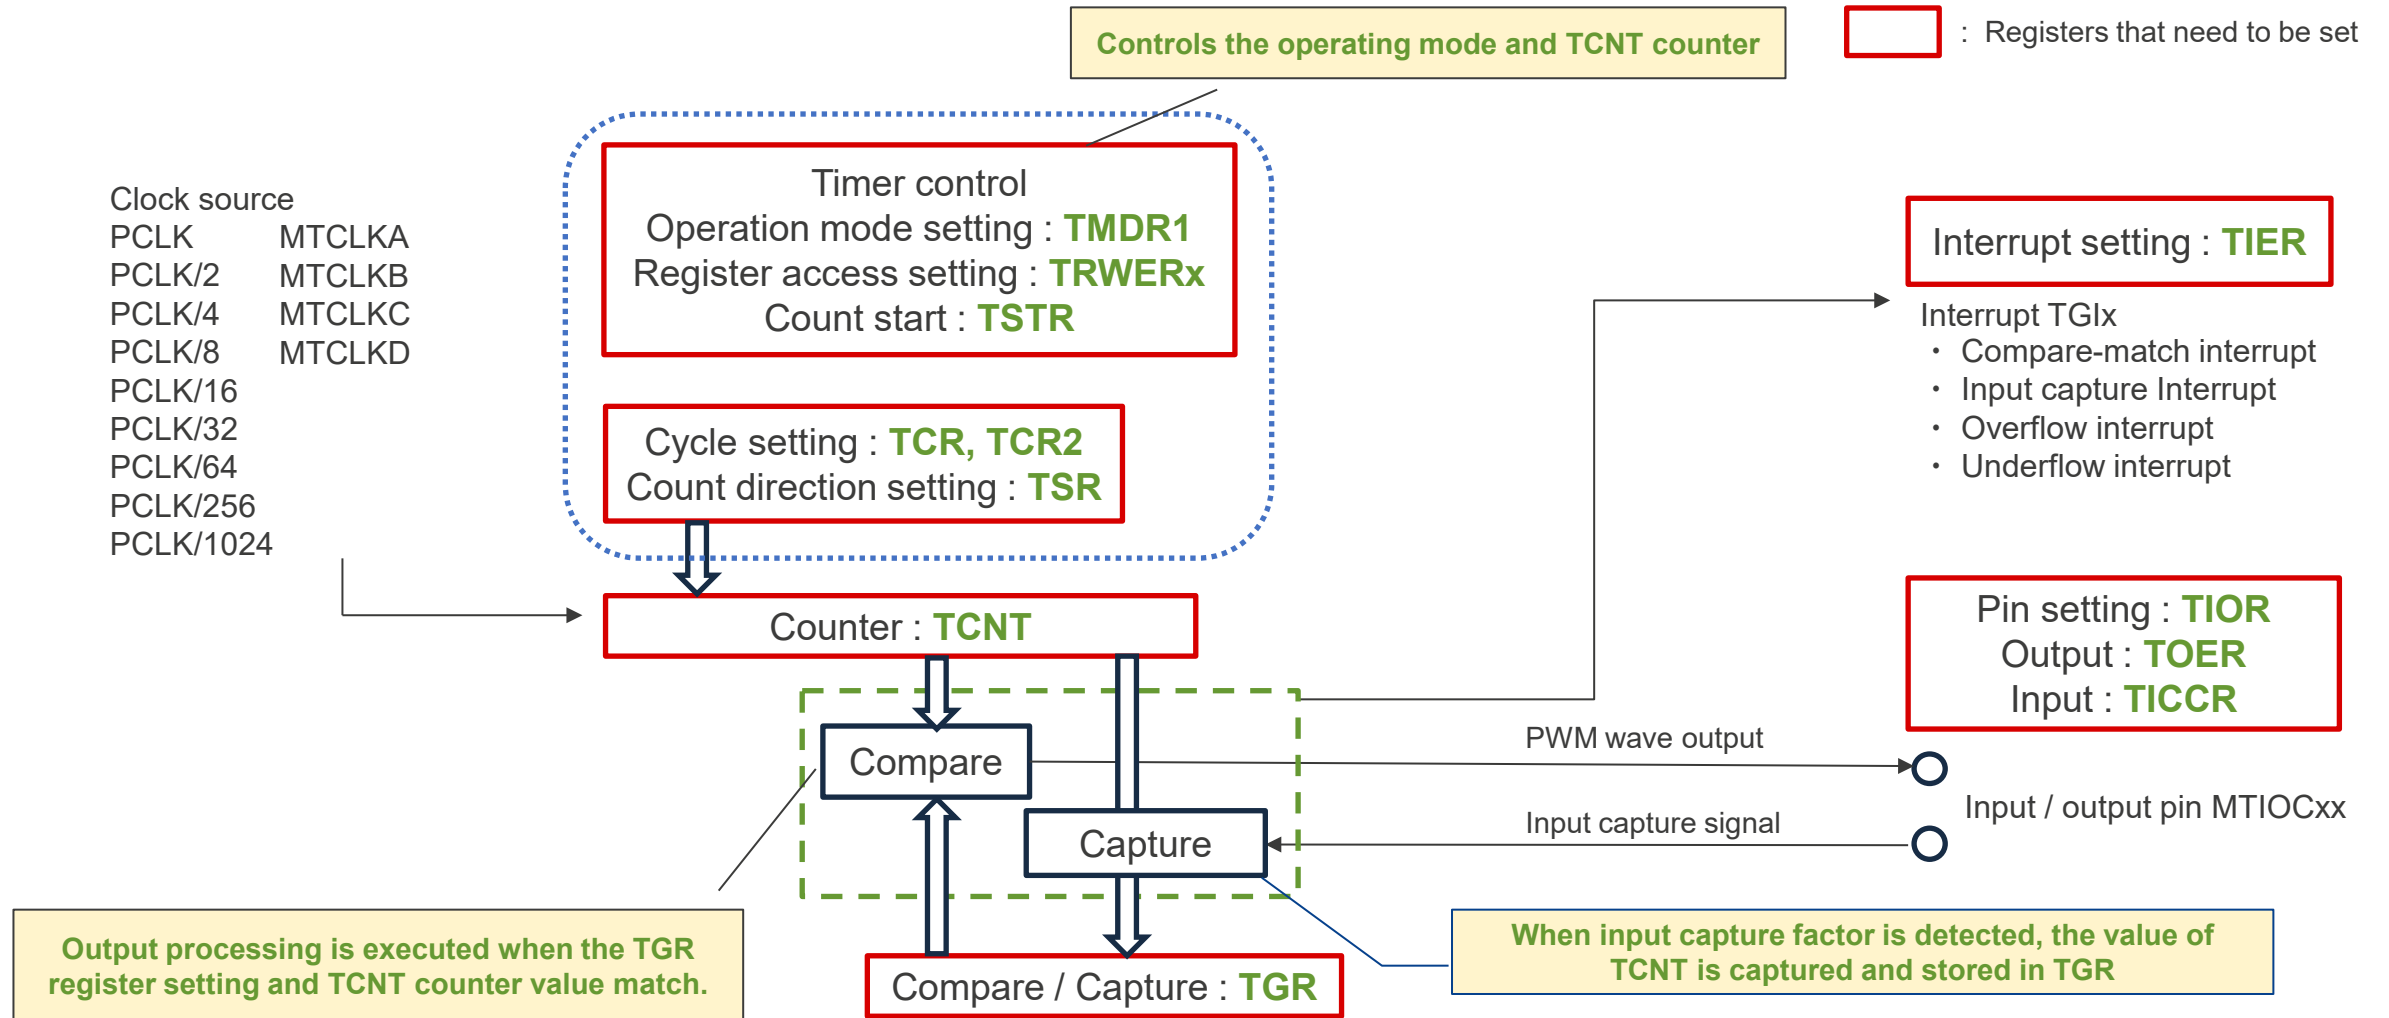 Controls the operating mode and TCNT counter
: Registers that need to be set
Clock source
PCLK MTCLKA
PCLK/2 MTCLKB
PCLK/4 MTCLKC
PCLK/8 MTCLKD
PCLK/16
PCLK/32
PCLK/64
PCLK/256
PCLK/1024
Timer control
Operation mode setting : TMDR1
Register access setting : TRWERx
Count start : TSTR
Cycle setting : TCR, TCR2
Count direction setting : TSR
Counter : TCNT
Interrupt setting : TIER
Interrupt TGIx
・ Compare-match interrupt
・ Input capture Interrupt
・ Overflow interrupt
・ Underflow interrupt
Pin setting : TIOR
Output : TOER
Input : TICCR
Compare
PWM wave output
Capture
Input capture signal
Input / output pin MTIOCxx
Output processing is executed when the TGR
register setting and TCNT counter value match.
Compare / Capture : TGR
When input capture factor is detected, the value of
TCNT is captured and stored in TGR